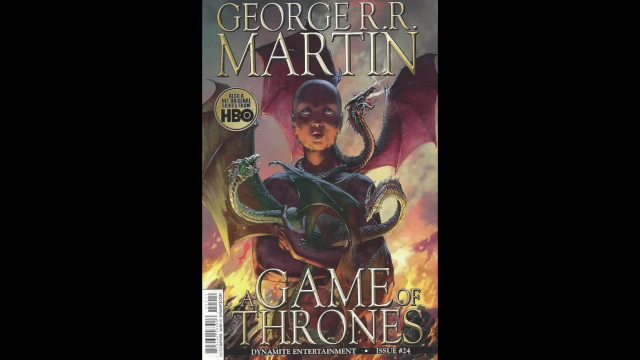 GEORGE R.R.
MARTIN
ALSO A
HIT ORIGINAL
SERIES FROM
HBO
A GAME OF
THRONES
DYNAMITE ENTERTAINMENT • ISSUE #24